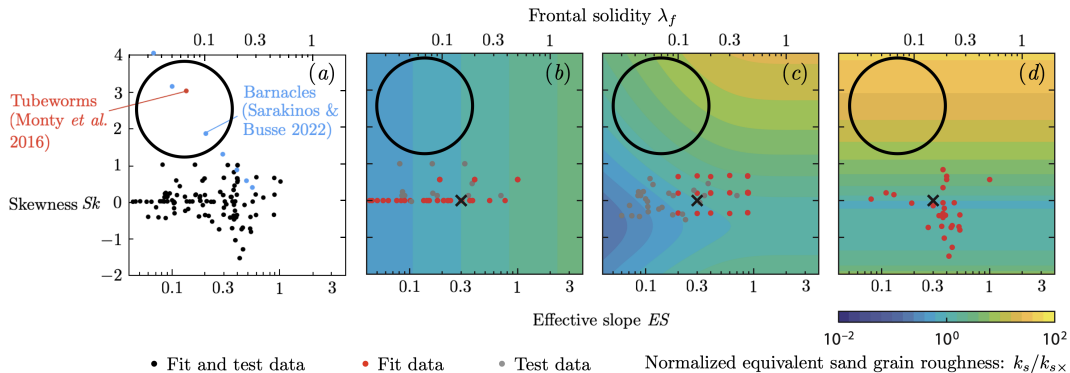 Frontal solidity λf
0.1 0.3 1 0.1 0.3 1 0.1 0.3 1 0.1 0.3 1
4 (a) (b) (c) (d)
3
2
1
0
−1
−2
Tubeworms
(Monty et al.
2016)
Barnacles
(Sarakinos &
Busse 2022)
Skewness Sk
0.1 0.3 1 3 0.1 0.3 1 3 0.1 0.3 1 3 0.1 0.3 1 3
Effective slope ES
10−2 100 102
Fit and test data Fit data Test data Normalized equivalent sand grain roughness: ks/ks×